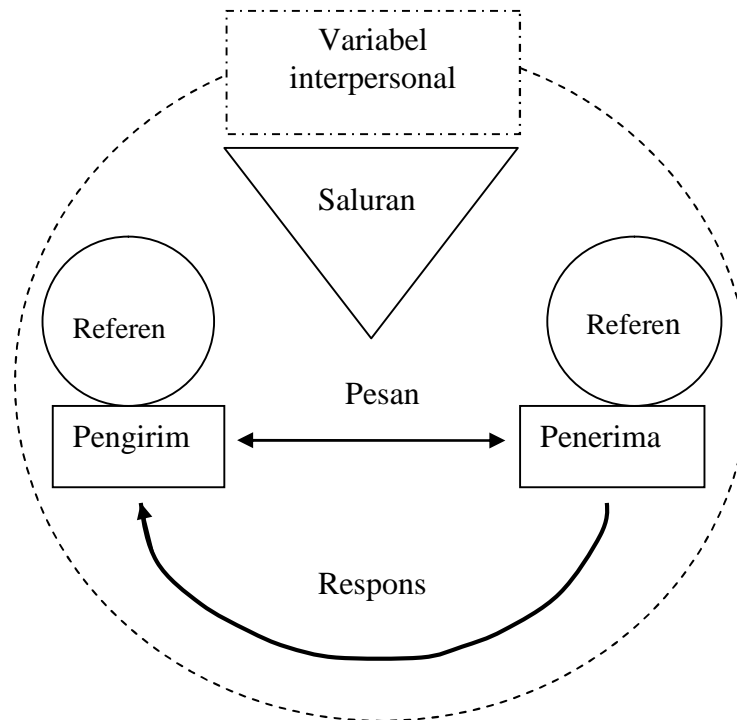 Variabel
interpersonal
Saluran
Referen
Referen
Pesan
Pengirim
Penerima
Respons